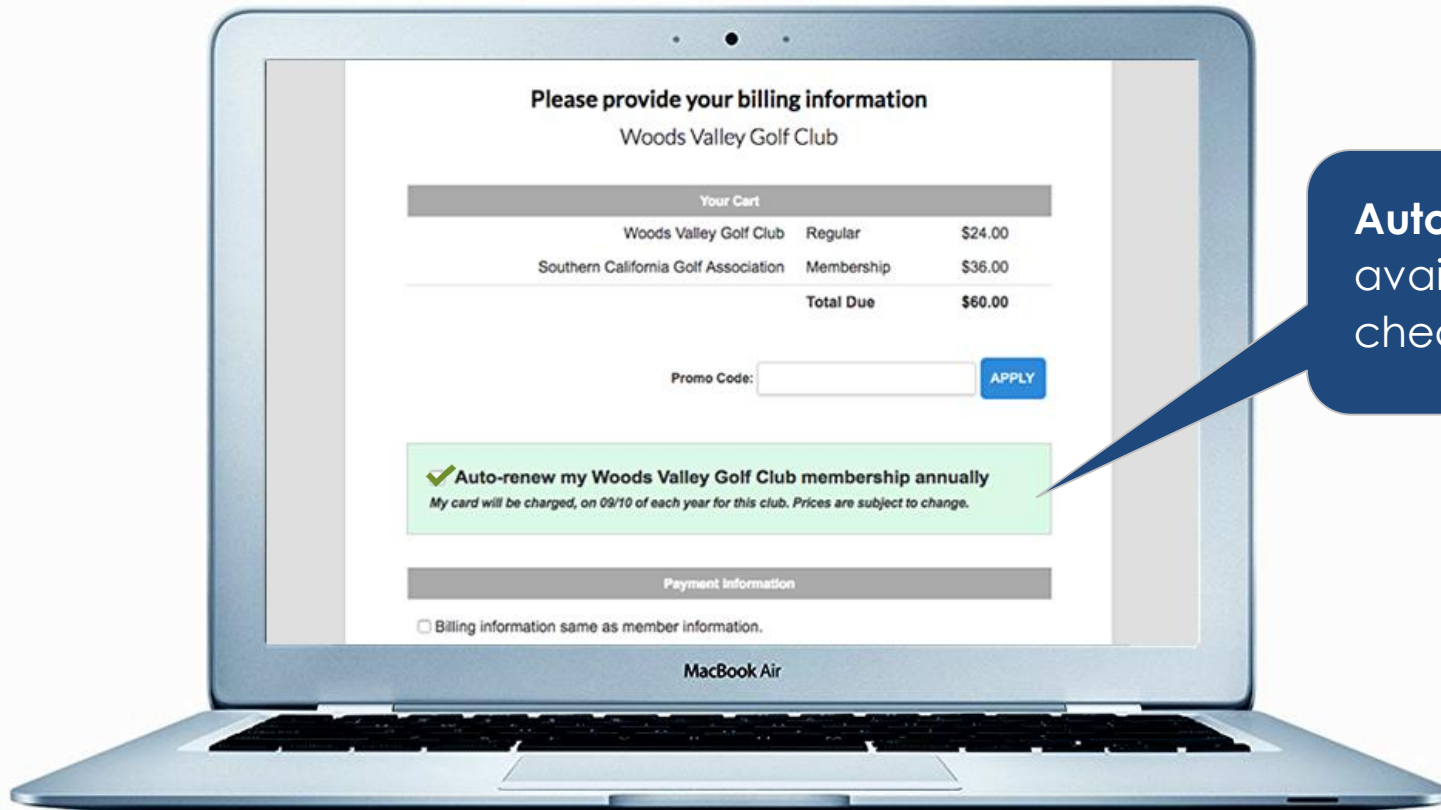 Please provide your billing information
Woods Valley Golf Club
Your Cart
Woods Valley Golf Club Regular $24.00
Southern California Golf Association Membership $36.00
Total Due $60.00
Promo Code: APPLY
Auto-renew my Woods Valley Golf Club membership annually
My card will be charged, on 09/10 of each year for this club. Prices are subject to change.
Payment Information
Billing information same as member information.
MacBook Air